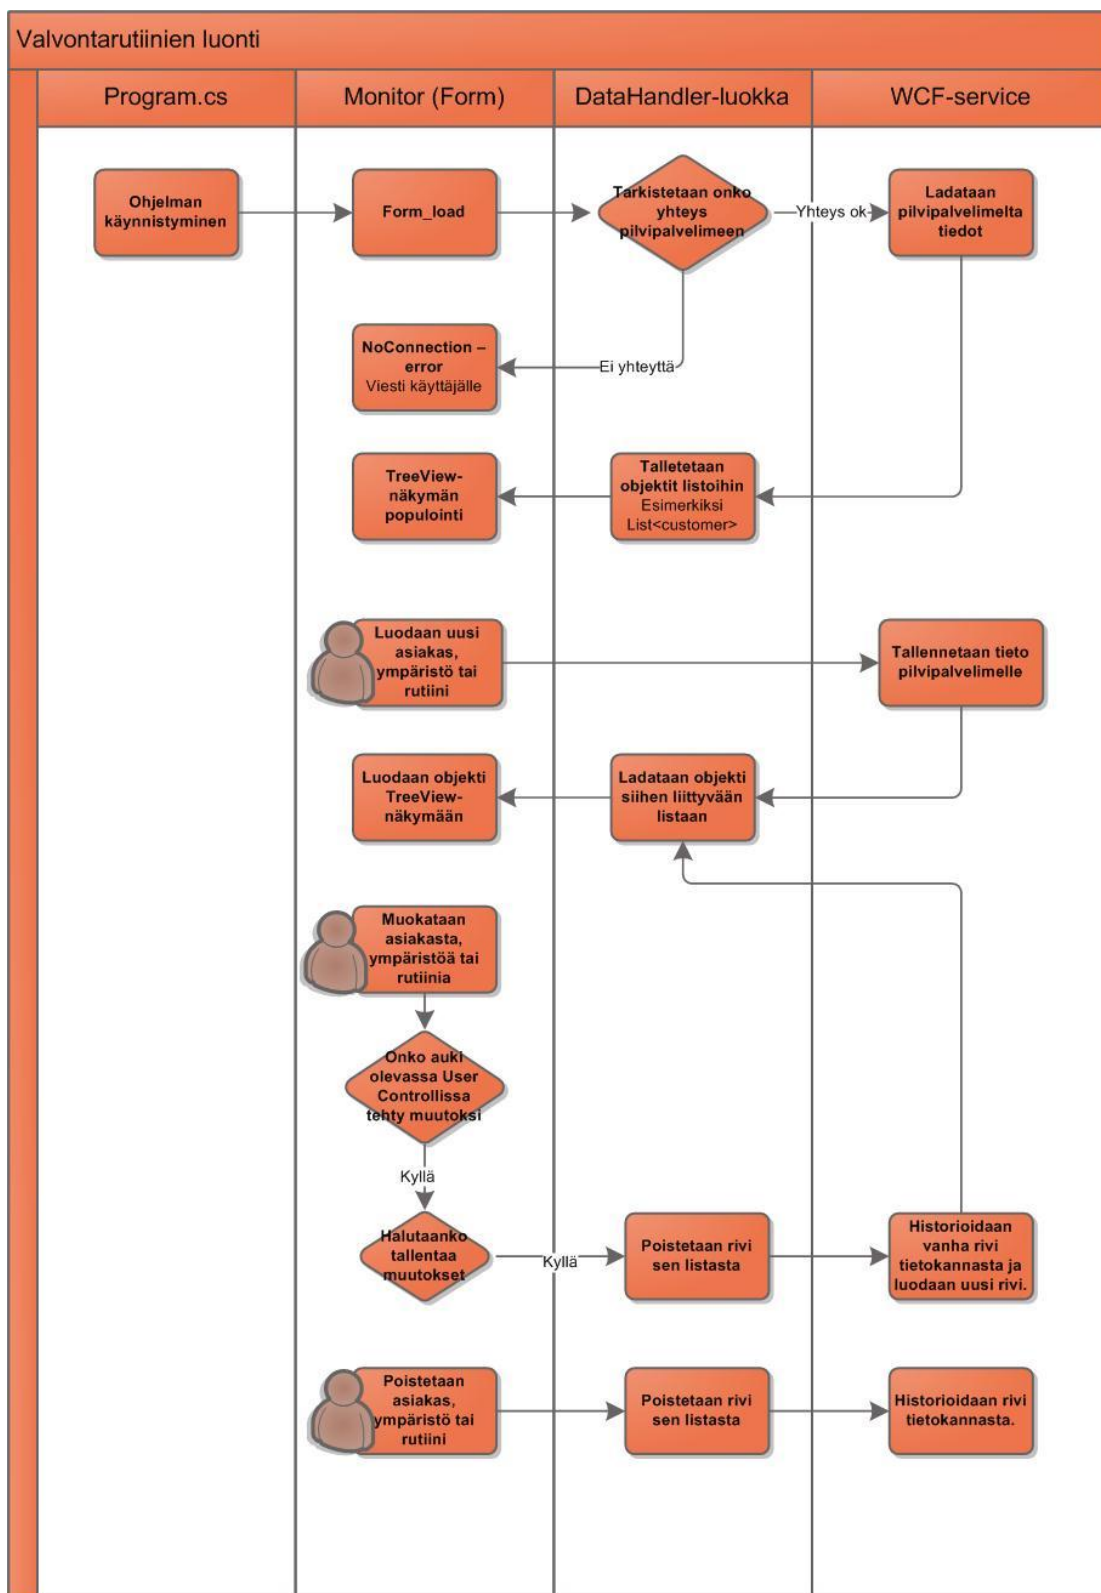 Valvontarutiinien luonti
Program.cs
Monitor (Form)
DataHandler-luokka
WCF-service
Ohjelman
käynnistyminen
Form_load
Tarkistetaan onko
yhteys
pilvipalvelimeen
Yhteys ok
Ladataan
pilvipalvelimelta
tiedot
NoConnection –
error
Viesti käyttäjälle
Ei yhteyttä
TreeView-
näkymän
populointi
Talletetaan
objektit listoihin
Esimerkiksi
List<customer>
Luodaan uusi
asiakas,
ympäristö tai
rutiini
Tallennetaan tieto
pilvipalvelimelle
Luodaan objekti
TreeView-
näkymään
Ladataan objekti
siihen liittyvään
listaan
Muokataan
asiakasta,
ympäristöä tai
rutiinia
Onko auki
olevassa User
Controllissa
tehty muutoksi
Kyllä
Halutaanko
tallentaa
muutokset
Kyllä
Poistetaan rivi
sen listasta
Historioidaan
vanha rivi
tietokannasta ja
luodaan uusi rivi.
Poistetaan
asiakas,
ympäristö tai
rutiini
Poistetaan rivi
sen listasta
Historioidaan rivi
tietokannasta.